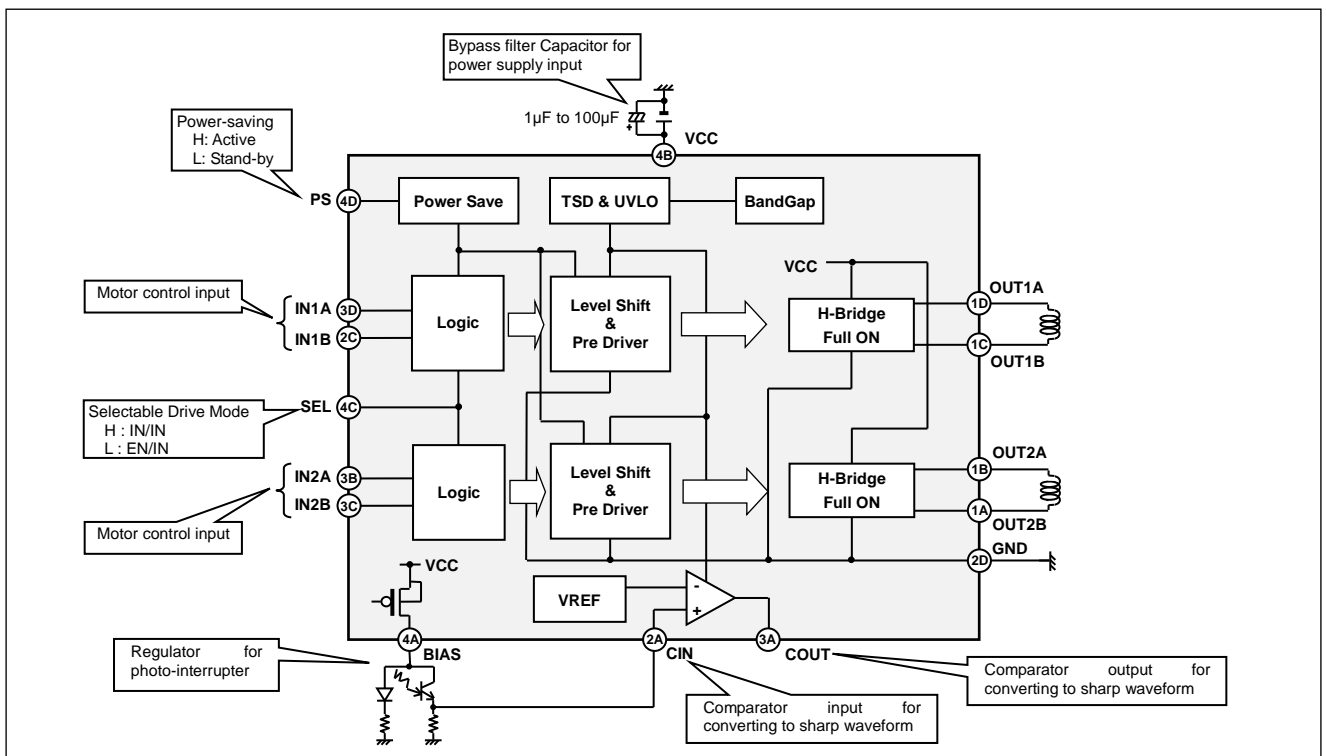 Bypass filter Capacitor for
power supply input
1µF to 100µF
+
VCC
4B
Power-saving
H: Active
L: Stand-by
PS
4D
Power Save
TSD & UVLO
BandGap
Motor control input
IN1A
3D
IN1B
2C
Logic
Level Shift
&
Pre Driver
VCC
H-Bridge
Full ON
1D
OUT1A
1C
OUT1B
Selectable Drive Mode
H : IN/IN
L : EN/IN
SEL
4C
IN2A
3B
IN2B
3C
Logic
Level Shift
&
Pre Driver
H-Bridge
Full ON
1B
OUT2A
1A
OUT2B
Motor control input
2D
GND
VCC
VREF
-
+
4A
BIAS
2A
CIN
3A
COUT
Regulator for
photo-interrupter
Comparator input for
converting to sharp waveform
Comparator output for
converting to sharp waveform